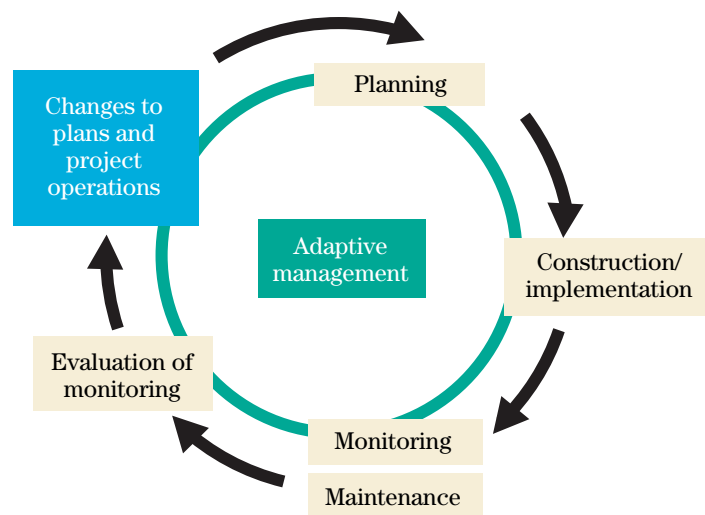 Planning
Changes to
plans and
project
operations
Adaptive
management
Construction/
implementation
Evaluation of
monitoring
Monitoring
Maintenance